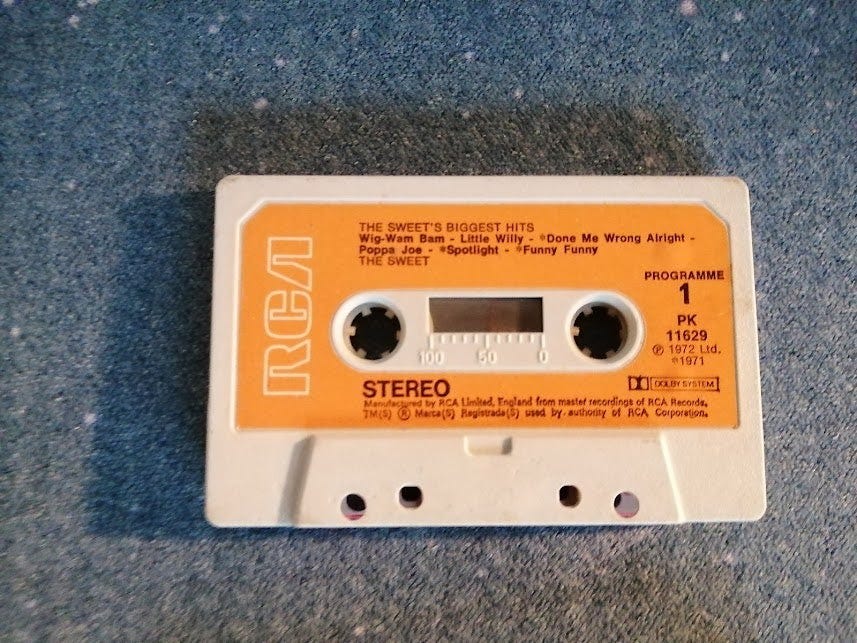 THE SWEET'S BIGGEST HITS
Wig-Wam Bam - Little Willy - *Done Me Wrong Alright -
Poppa Joe - *Spotlight - *Funny Funny
THE SWEET
RCA
PROGRAMME
1
PK
11629
℗ 1972 Ltd.
*1971
100 50 0
STEREO
DOLBY SYSTEM
Manufactured by RCA Limited, England from master recordings of RCA Records,
TM(S) ® Marca(S) Registrada(S) used by authority of RCA Corporation.